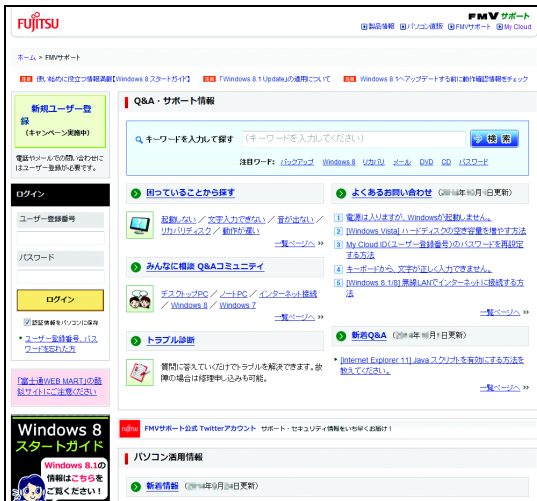 FUJITSU
FMV サポート
製品情報 パソコン直販 FMVサポート My Cloud
ホーム > FMVサポート
注目 使い始めに役立つ情報満載【Windows 8 スタートガイド】 注目 「Windows 8.1 Update」の適用について 注目 Windows 8.1へアップデートする前に動作確認情報をチェック
新規ユーザー登録
(キャンペーン実施中)
電話やメールでの問い合わせにはユーザー登録が必要です。
ログイン
ユーザー登録番号
パスワード
ログイン
認証情報をパソコンに保存
ユーザー登録番号、パスワードを忘れた方
「富士通WEB MART」の酷似サイトにご注意ください
Windows 8
スタートガイド
Windows 8.1の
情報はこちらを
ご覧ください!
Q&A・サポート情報
キーワードを入力して探す (キーワードを入力してください) 検索
注目ワード: バックアップ Windows 8 リカバリ メール DVD CD パスワード
困っていることから探す
起動しない / 文字入力できない / 音が出ない /
リカバリディスク / 動作が遅い
一覧ページへ »
みんなに相談 Q&Aコミュニティ
デスクトップPC / ノートPC / インターネット接続
/ Windows 8 / Windows 7
一覧ページへ »
トラブル診断
質問に答えていくだけでトラブルを解決できます。故
障の場合は修理申し込みも可能。
よくあるお問い合わせ
年 月 日更新)
1 電源は入りますが、Windowsが起動しません。
2 [Windows Vista] ハードディスクの空き容量を増やす方法
3 My Cloud ID(ユーザー登録番号)のパスワードを再設定
する方法
4 キーボードから、文字が正しく入力できません。
5 [Windows 8.1/8] 無線LANでインターネットに接続する方
法
一覧ページへ »
新着Q&A
年 月 日更新)
[Internet Explorer 11] Java スクリプトを有効にする方法を
教えてください。
一覧ページへ »
FUJITSU FMVサポート公式 Twitterアカウント サポート・セキュリティ情報をいち早くお届け!
パソコン活用情報
新着情報
年9月 日更新)